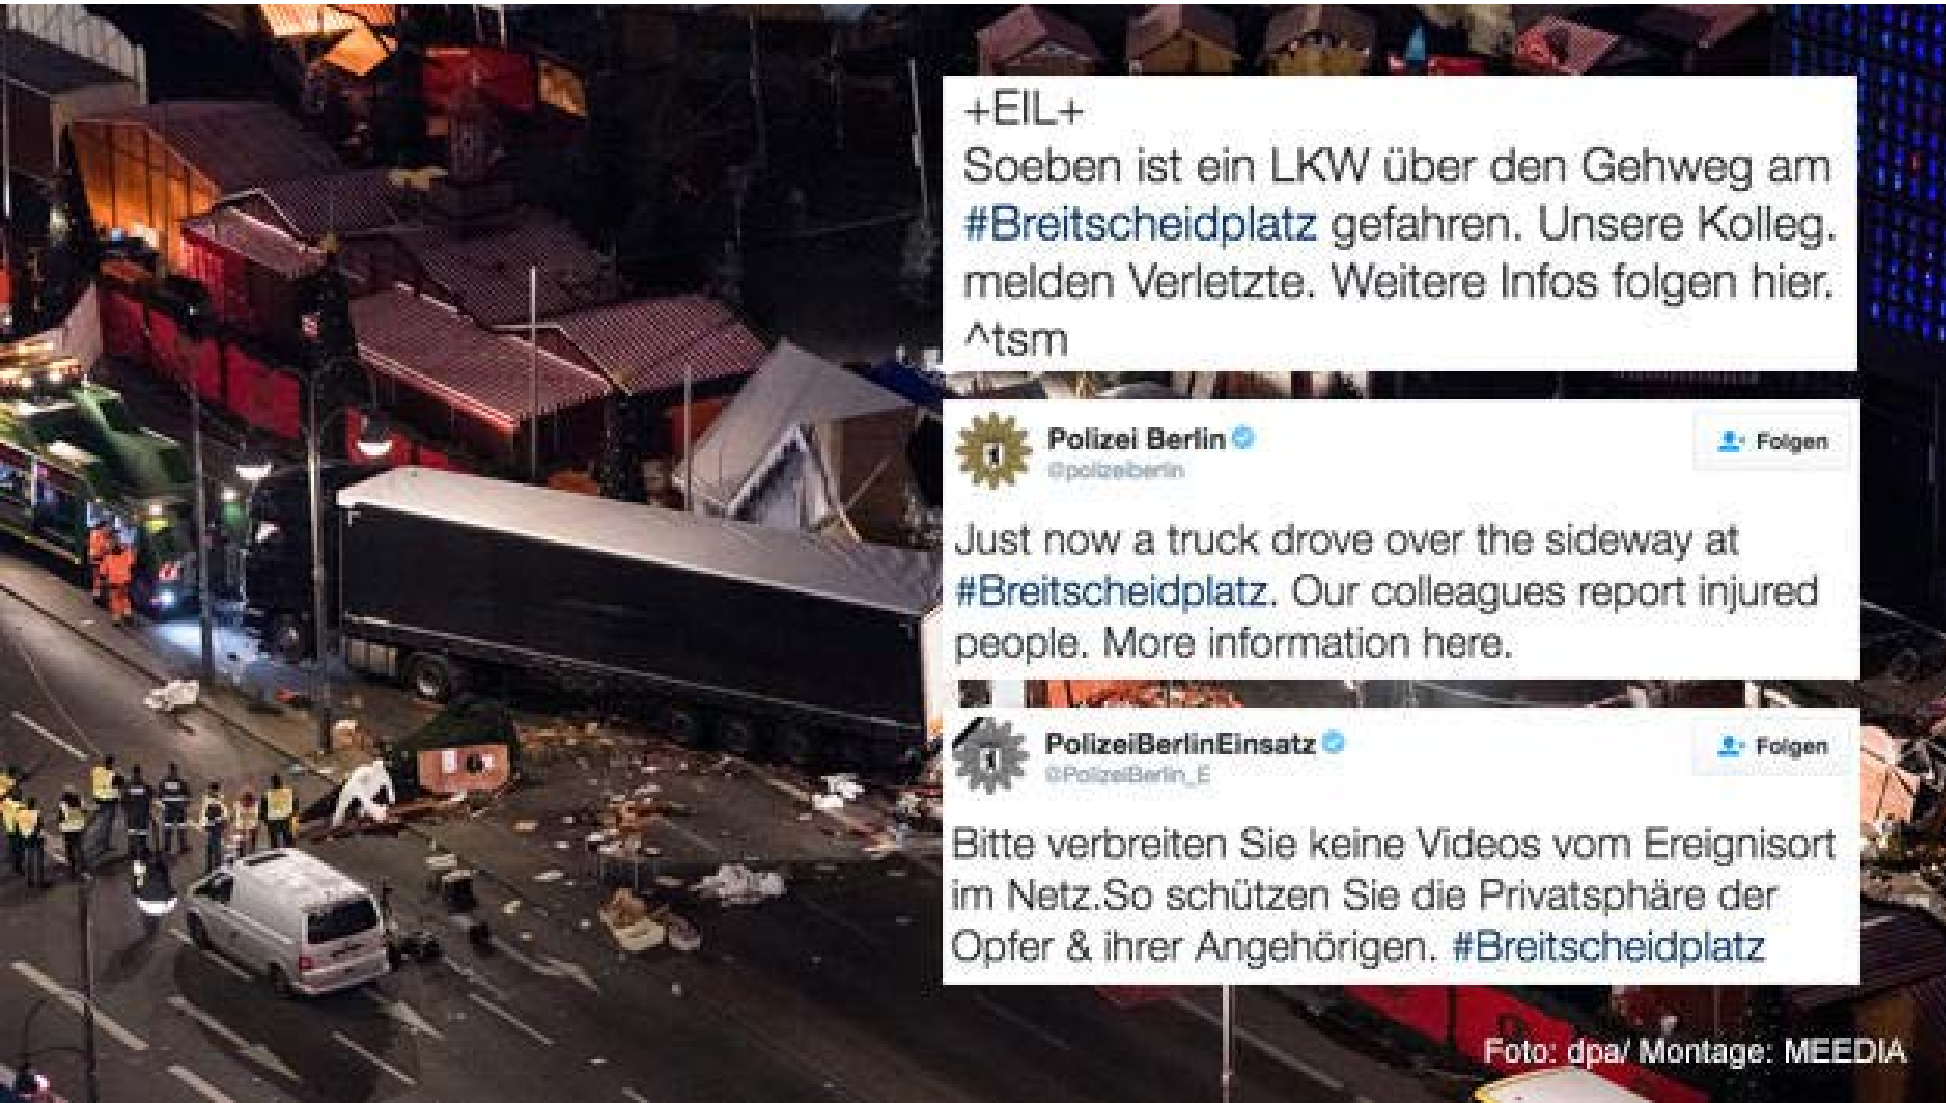 +EIL+
Soeben ist ein LKW über den Gehweg am
#Breitscheidplatz gefahren. Unsere Kolleg.
melden Verletzte. Weitere Infos folgen hier.
^tsm
Polizei Berlin
@polizeiberlin
Folgen
Just now a truck drove over the sideway at
#Breitscheidplatz. Our colleagues report injured
people. More information here.
PolizeiBerlinEinsatz
@PolizeiBerlin_E
Folgen
Bitte verbreiten Sie keine Videos vom Ereignisort
im Netz.So schützen Sie die Privatsphäre der
Opfer & ihrer Angehörigen. #Breitscheidplatz
Foto: dpa/ Montage: MEEDIA